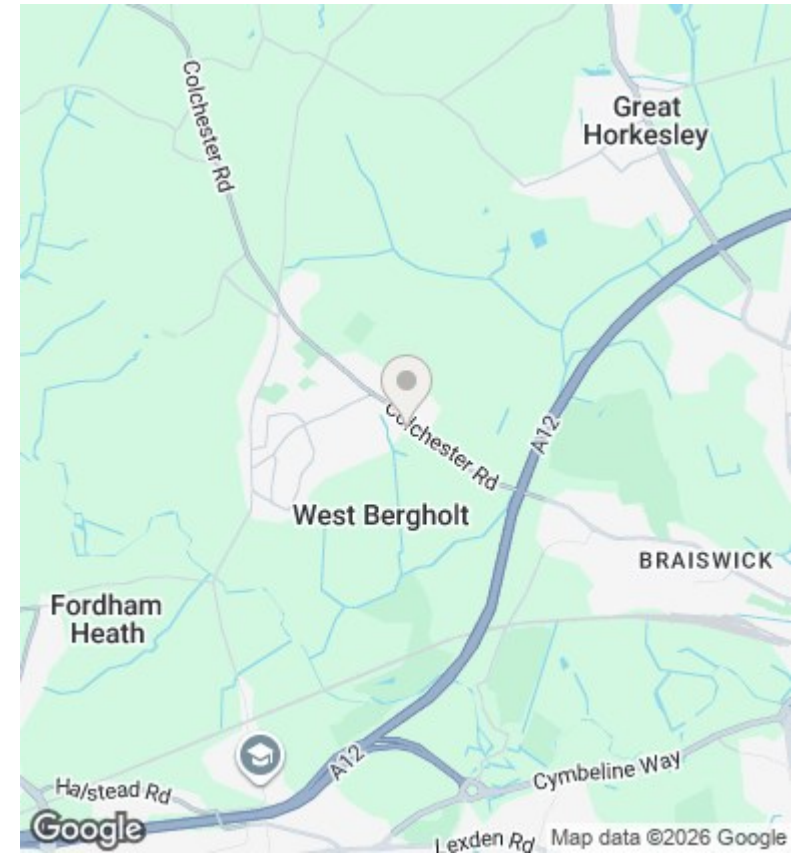 Colchester Rd
Great
Horkesley
Colchester Rd
A12
West Bergholt
BRAISWICK
Fordham
Heath
A12
Halstead Rd
Cymbeline Way
Lexden Rd
Google
Map data ©2026 Google